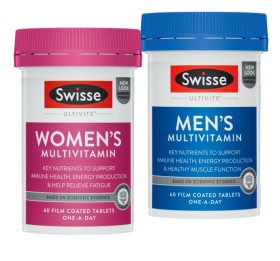 Swisse
ULTIVITE
NEW LOOK
WOMEN'S
MULTIVITAMIN
KEY NUTRIENTS TO SUPPORT
IMMUNE HEALTH, ENERGY PRODUCTION
& HELP RELIEVE FATIGUE
BASED ON SCIENTIFIC EVIDENCE
60 FILM COATED TABLETS
ONE-A-DAY
Swisse
ULTIVITE
NEW LOOK
MEN'S
MULTIVITAMIN
KEY NUTRIENTS TO SUPPORT
IMMUNE HEALTH, ENERGY PRODUCTION
& HEALTHY MUSCLE FUNCTION
BASED ON SCIENTIFIC EVIDENCE
60 FILM COATED TABLETS
ONE-A-DAY